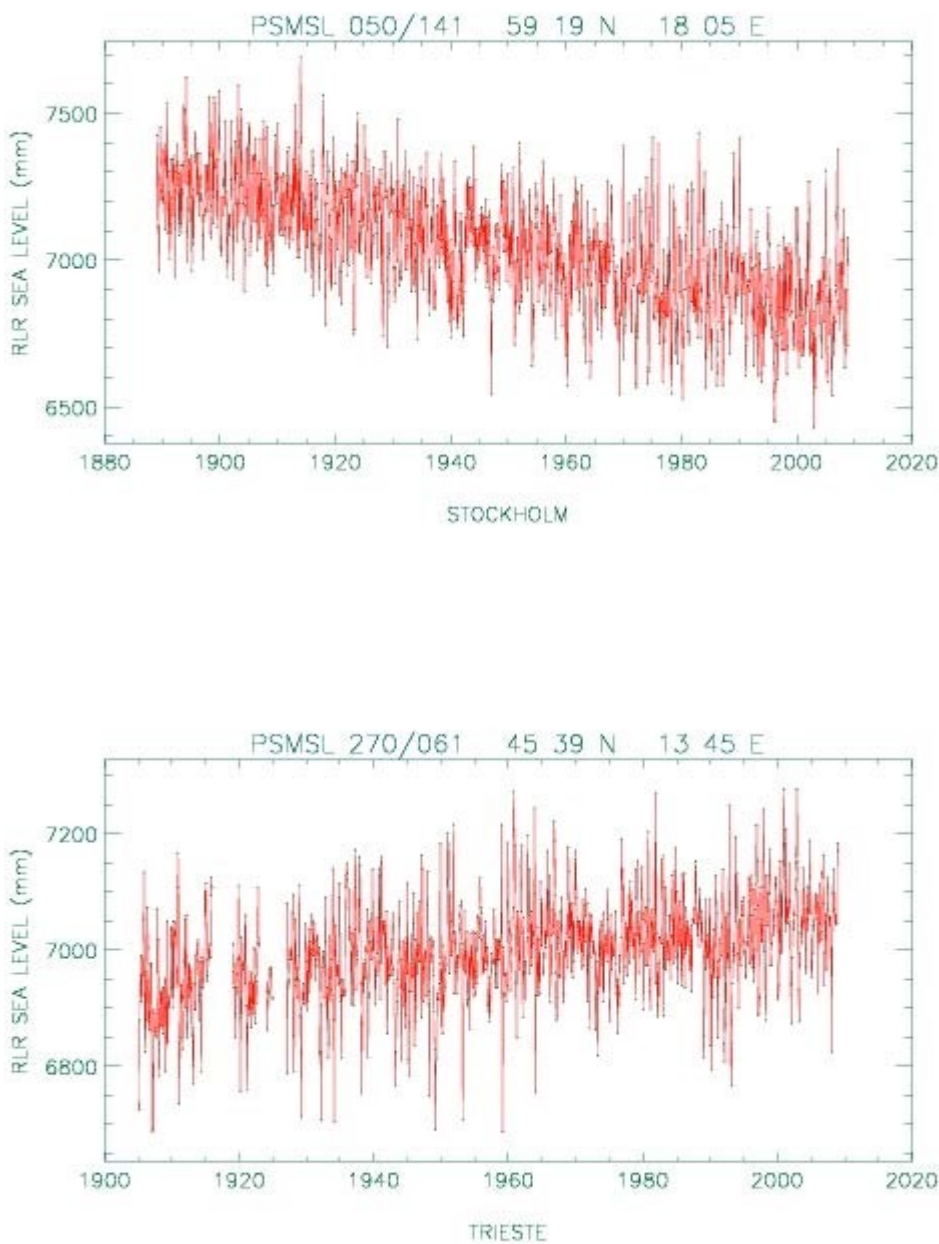 PSMSL 050/141 59 19 N 18 05 E
RLR SEA LEVEL (mm)
7500
7000
6500
1880 1900 1920 1940 1960 1980 2000 2020
STOCKHOLM
PSMSL 270/061 45 39 N 13 45 E
RLR SEA LEVEL (mm)
7200
7000
6800
1900 1920 1940 1960 1980 2000 2020
TRIESTE